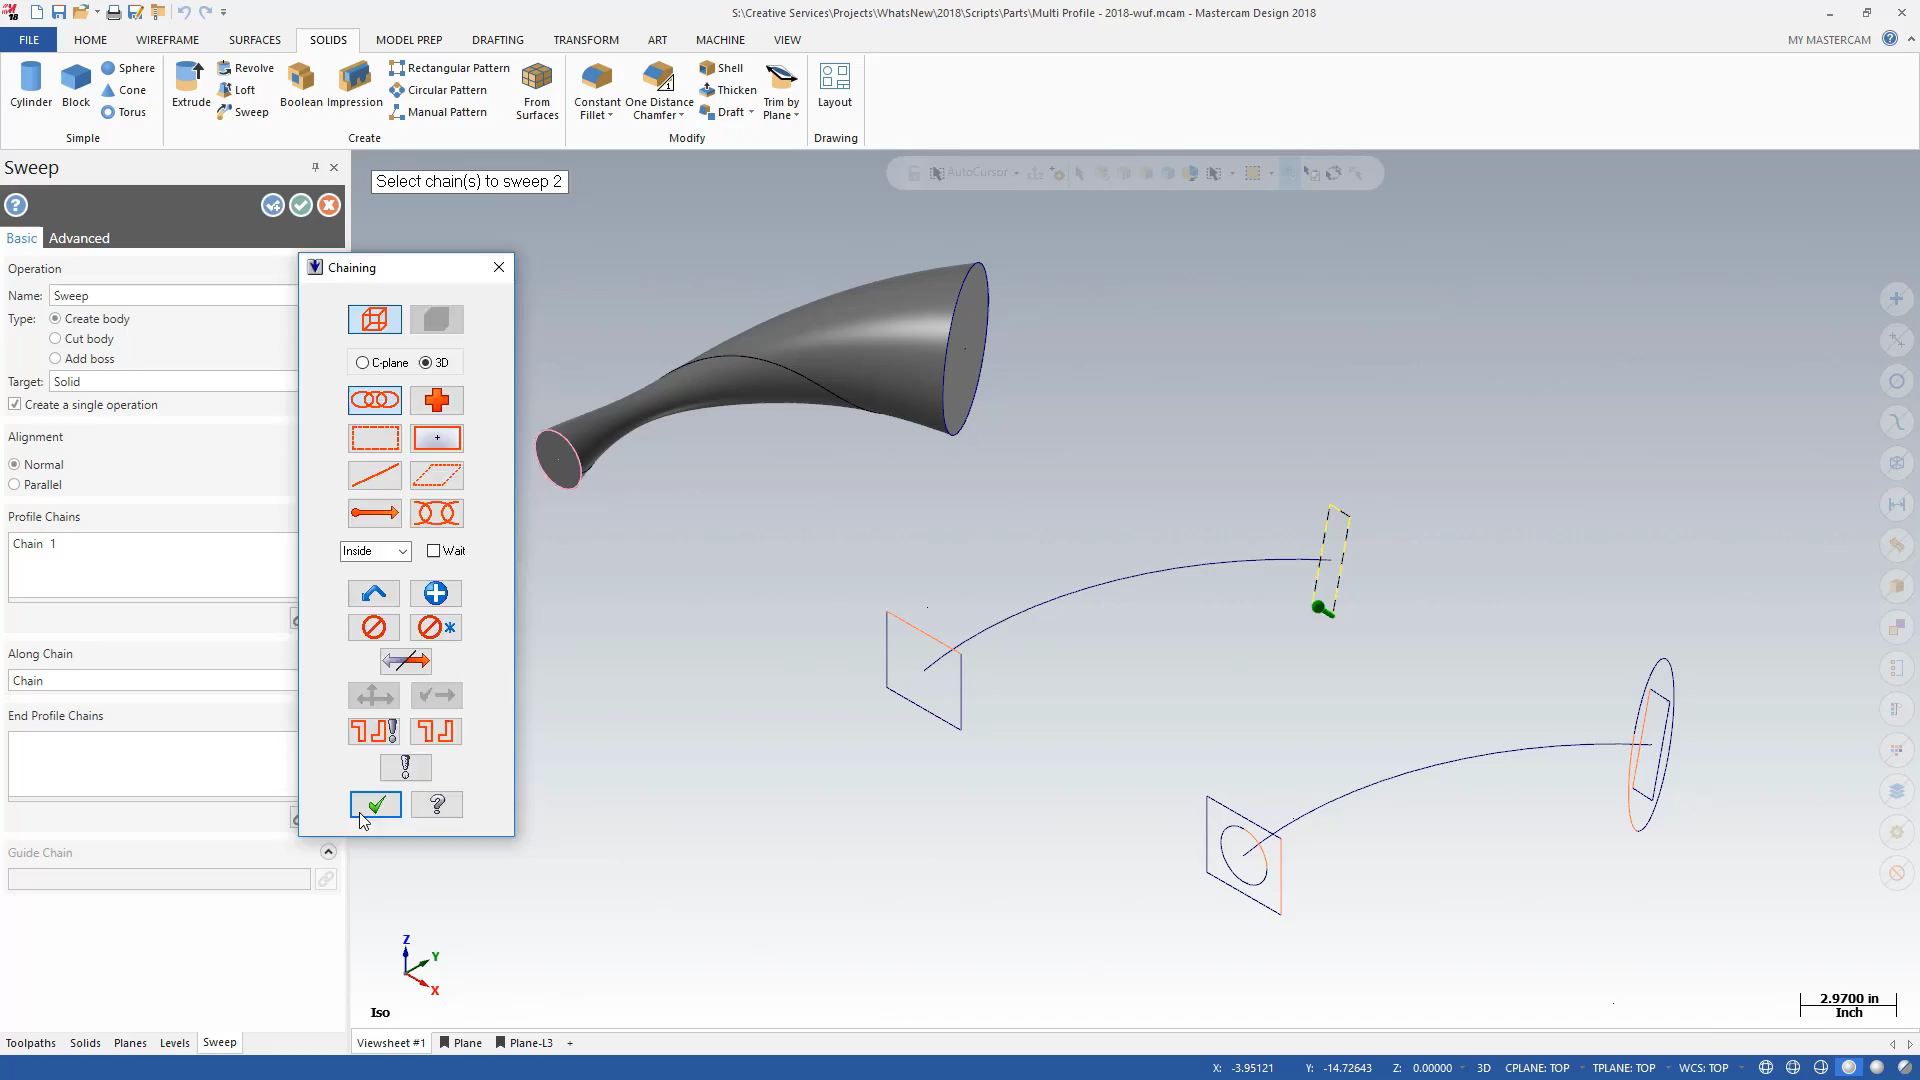 18
S:\Creative Services\Projects\WhatsNew\2018\Scripts\Parts\Multi Profile - 2018-wuf.mcam - Mastercam Design 2018
FILE HOME WIREFRAME SURFACES SOLIDS MODEL PREP DRAFTING TRANSFORM ART MACHINE VIEW MY MASTERCAM
Cylinder Block Sphere Cone Torus
Simple
Extrude Revolve Loft Sweep Boolean Impression Rectangular Pattern Circular Pattern Manual Pattern From Surfaces
Create
Constant Fillet One Distance Chamfer Shell Thicken Draft Trim by Plane
Modify
Layout
Drawing
Sweep
Basic Advanced
Operation
Name: Sweep
Type: Create body
Cut body
Add boss
Target: Solid
Create a single operation
Alignment
Normal
Parallel
Profile Chains
Chain 1
Along Chain
Chain
End Profile Chains
Guide Chain
Chaining
C-plane 3D
Inside Wait
Select chain(s) to sweep 2
AutoCursor
Z
Y
X
Iso
2.9700 in
Inch
Toolpaths Solids Planes Levels Sweep
Viewsheet #1 Plane Plane-L3 +
X: -3.95121 Y: -14.72643 Z: 0.00000 3D CPLANE: TOP TPLANE: TOP WCS: TOP